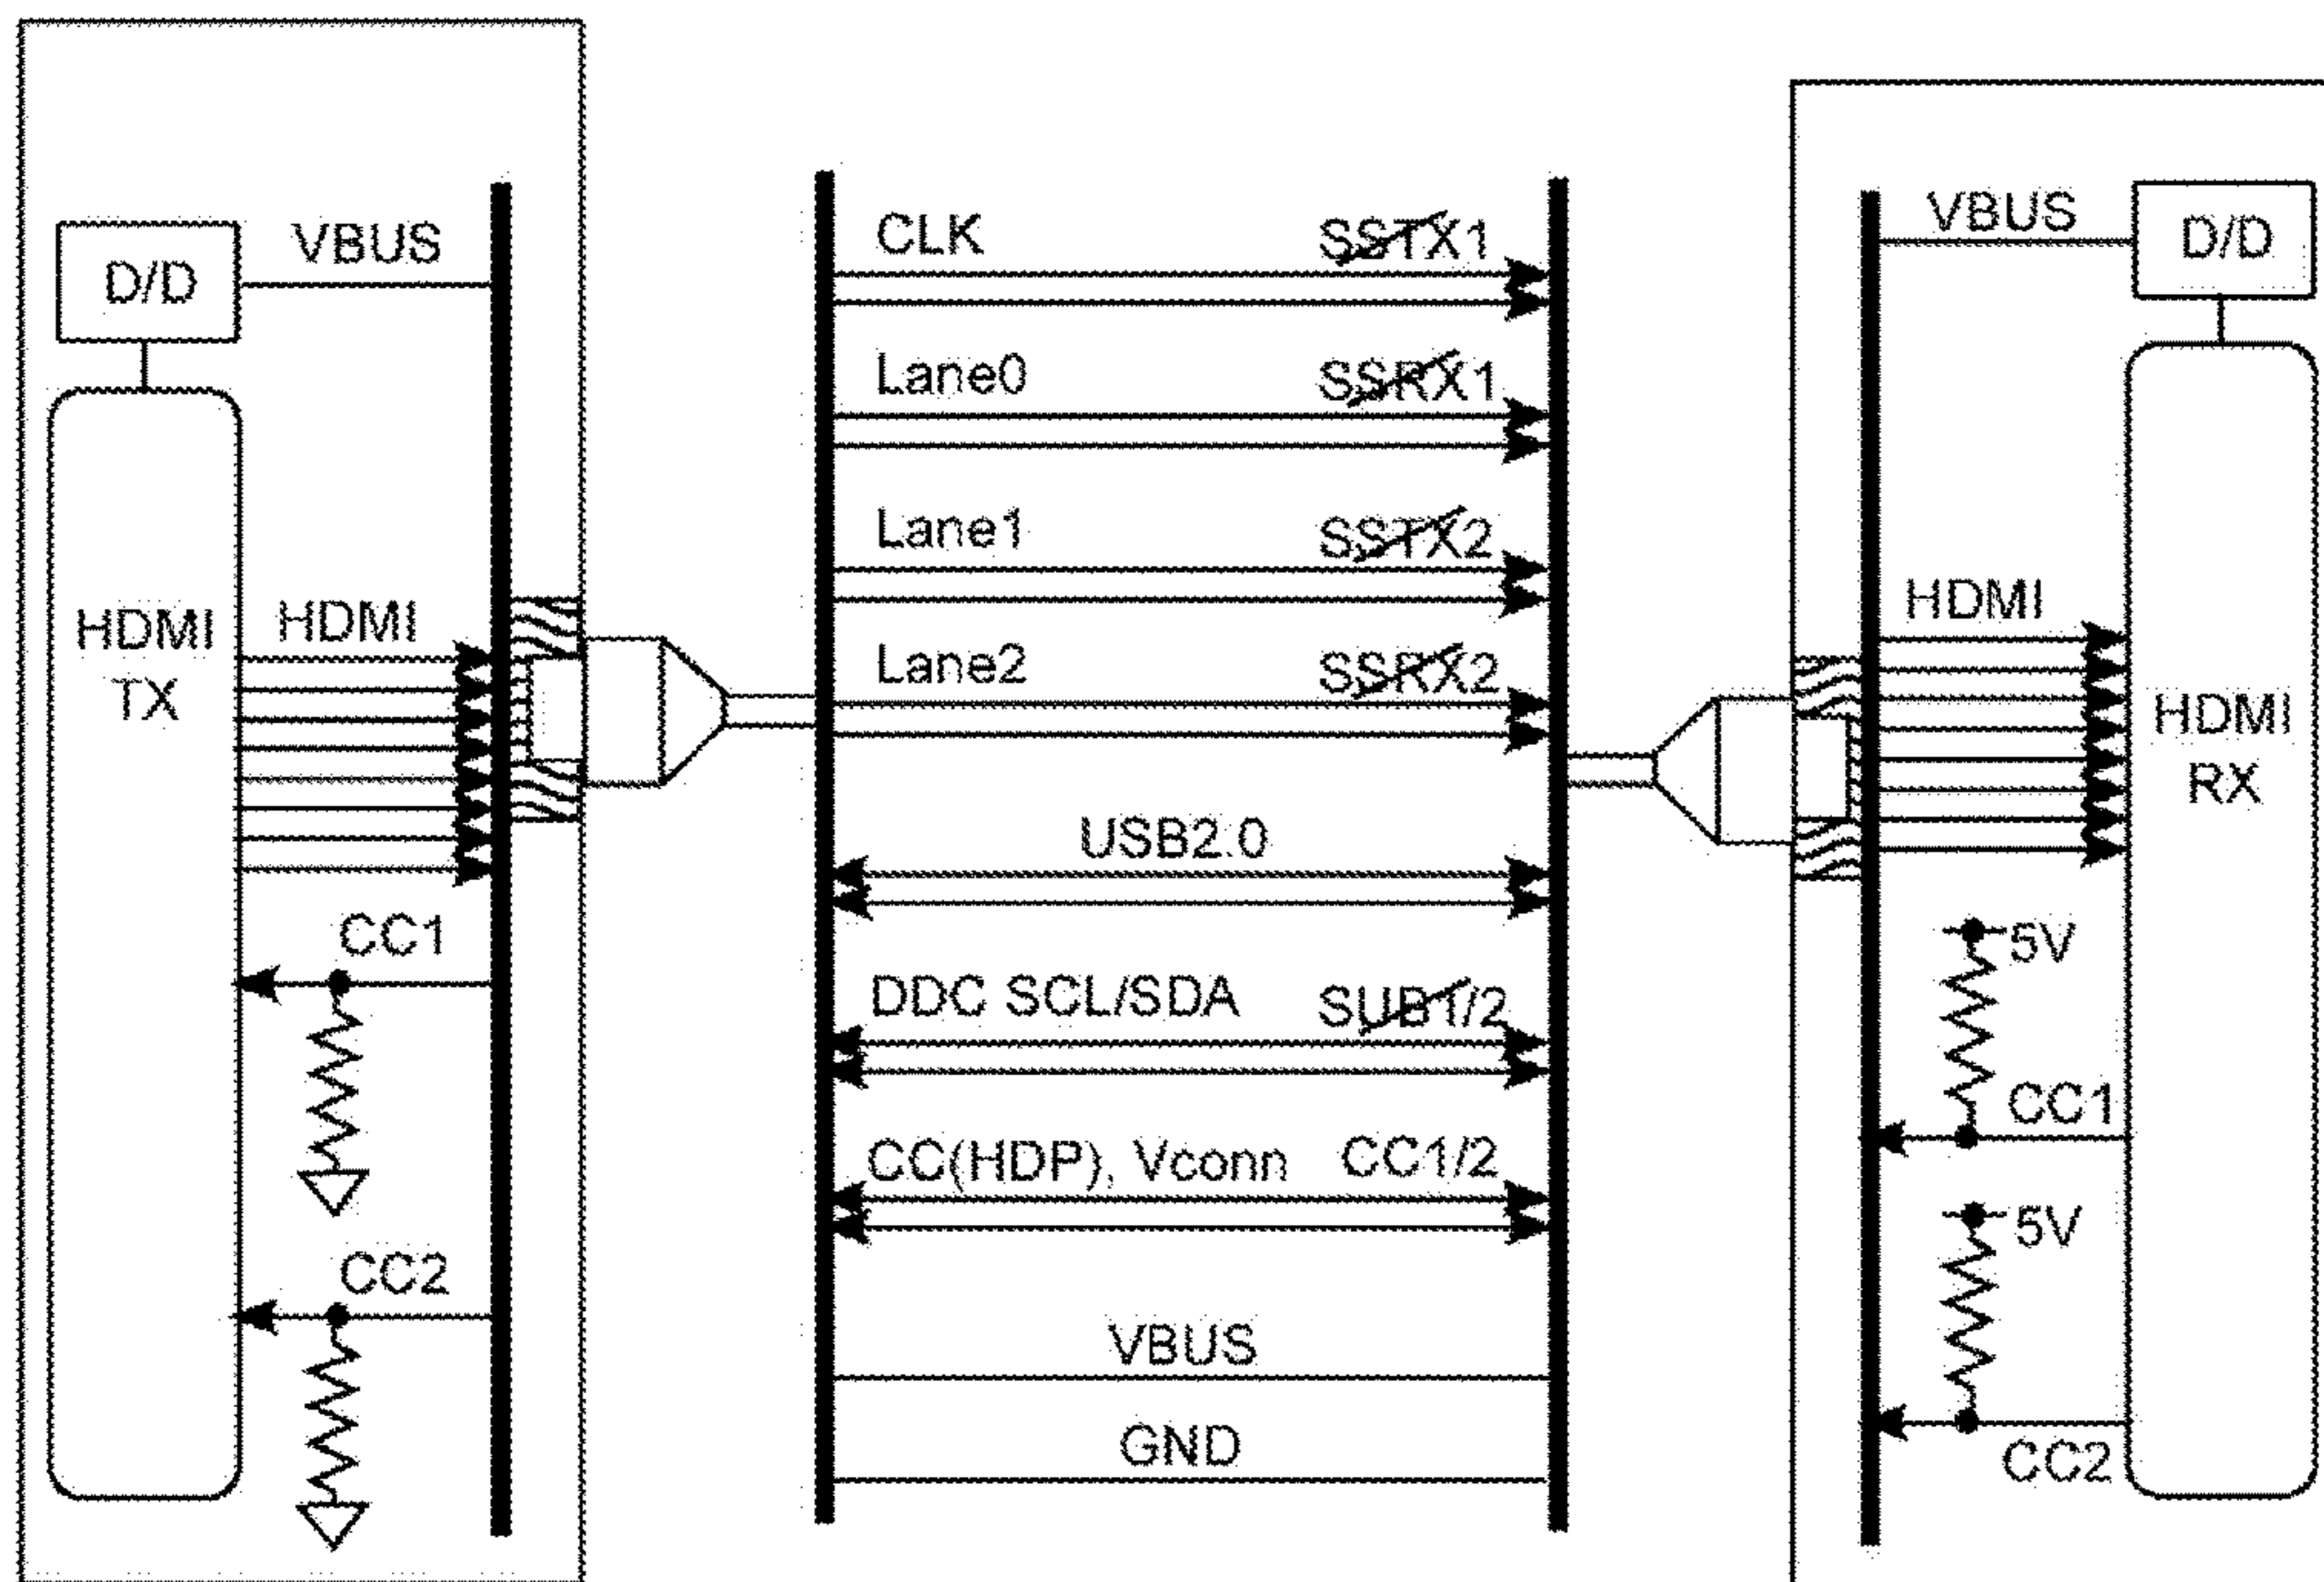 D/D
VBUS
HDMI
TX
HDMI
CC1
CC2
CLK SSTX1
Lane0 SSRX1
Lane1 SSTX2
Lane2 SSRX2
USB2.0
DDC SCL/SDA SUB1/2
CC(HDP), Vconn CC1/2
VBUS
GND
VBUS
D/D
HDMI
HDMI
RX
5V
CC1
5V
CC2